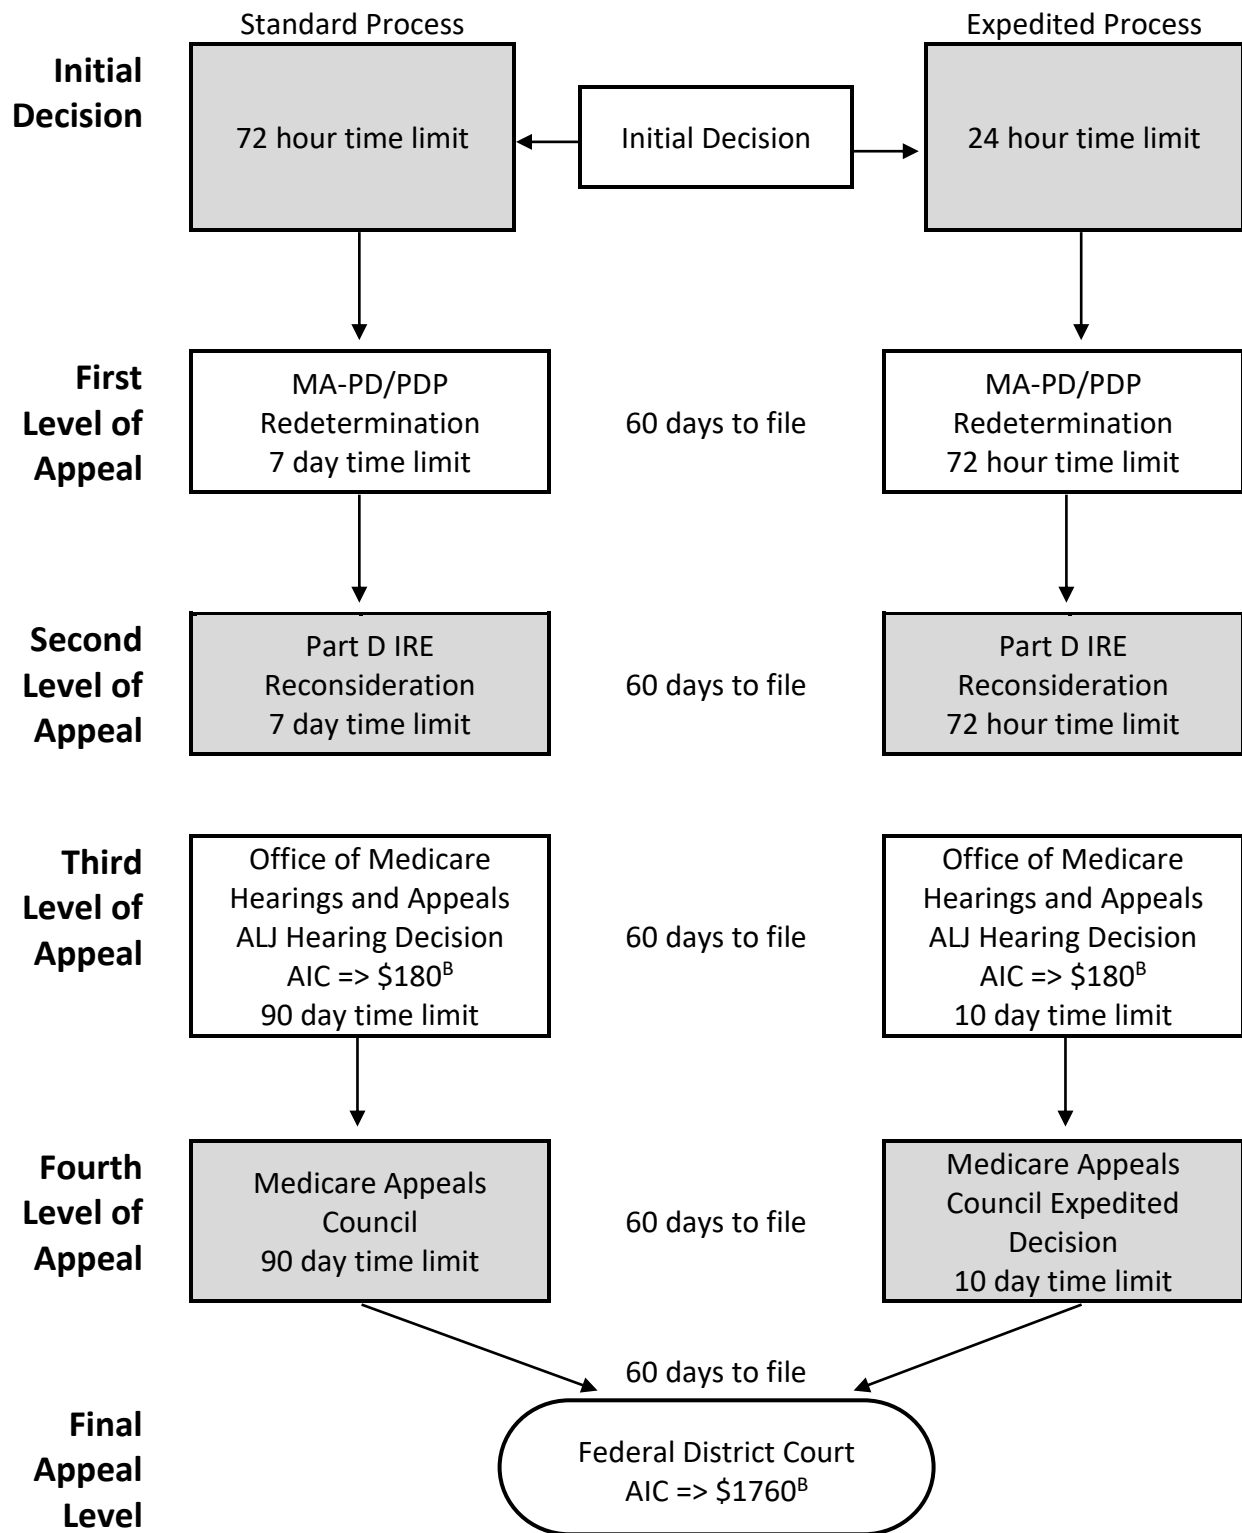 Standard Process
Expedited Process
Initial
Decision
72 hour time limit
Initial Decision
24 hour time limit
First
Level of
Appeal
MA-PD/PDP
Redetermination
7 day time limit
60 days to file
MA-PD/PDP
Redetermination
72 hour time limit
Second
Level of
Appeal
Part D IRE
Reconsideration
7 day time limit
60 days to file
Part D IRE
Reconsideration
72 hour time limit
Third
Level of
Appeal
Office of Medicare
Hearings and Appeals
ALJ Hearing Decision
AIC => $180ᴮ
90 day time limit
60 days to file
Office of Medicare
Hearings and Appeals
ALJ Hearing Decision
AIC => $180ᴮ
10 day time limit
Fourth
Level of
Appeal
Medicare Appeals
Council
90 day time limit
60 days to file
Medicare Appeals
Council Expedited
Decision
10 day time limit
60 days to file
Final
Appeal
Level
Federal District Court
AIC => $1760ᴮ